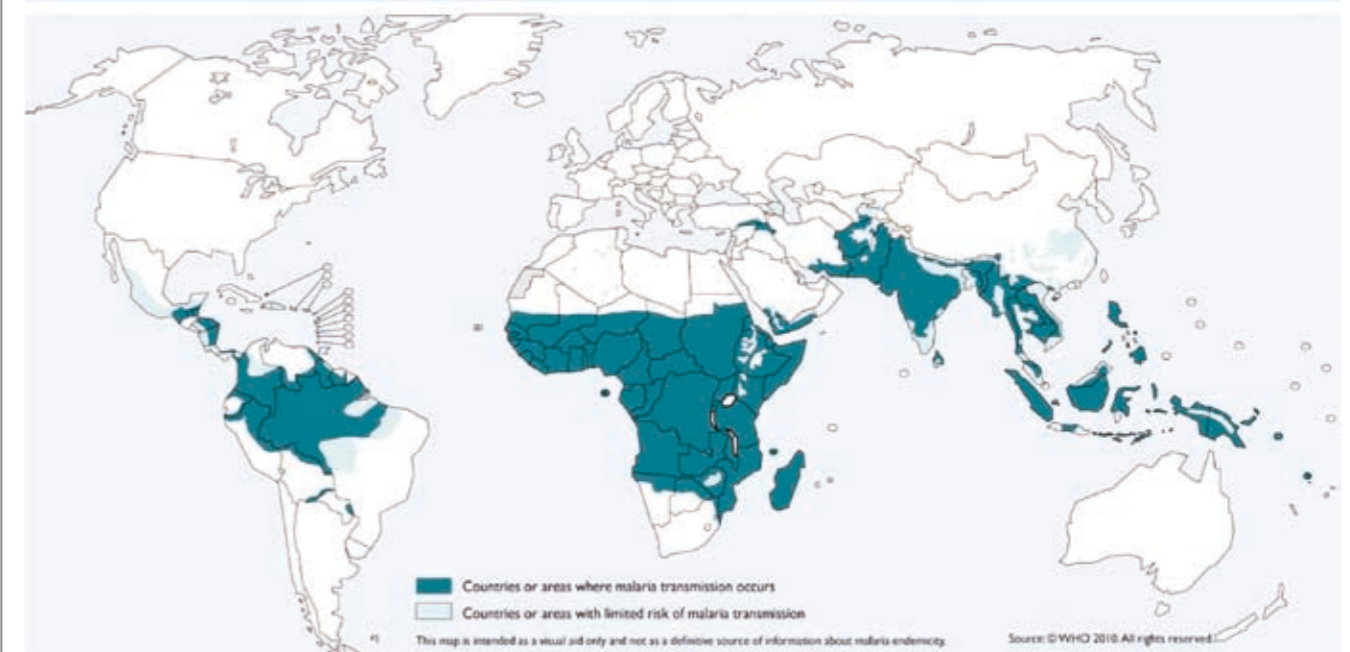 Countries or areas where malaria transmission occurs
Countries or areas with limited risk of malaria transmission
This map is intended as a visual aid only and not as a definitive source of information about malaria endemicity.
Source: © WHO 2010. All rights reserved.